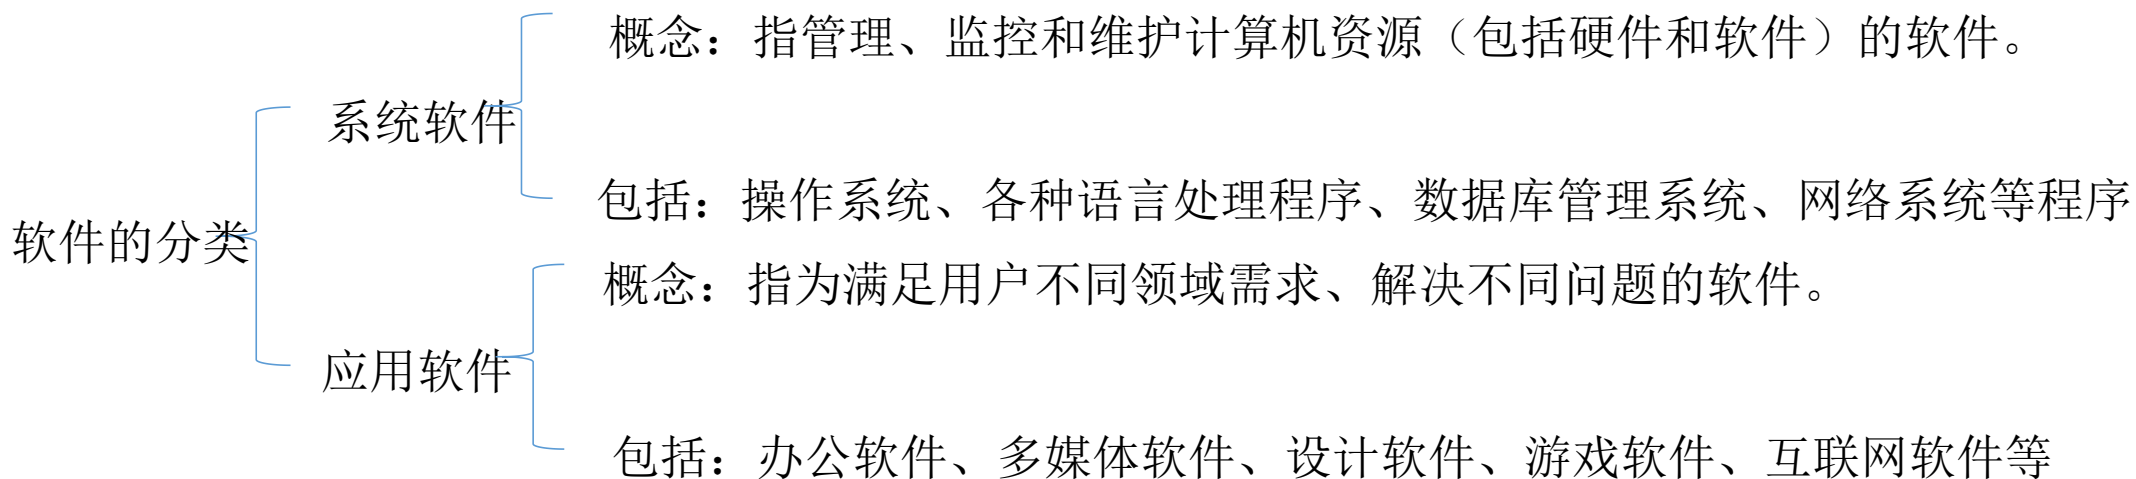 概念：指管理、监控和维护计算机资源（包括硬件和软件）的软件。
系统软件
包括：操作系统、各种语言处理程序、数据库管理系统、网络系统等程序
软件的分类
概念：指为满足用户不同领域需求、解决不同问题的软件。
应用软件
包括：办公软件、多媒体软件、设计软件、游戏软件、互联网软件等